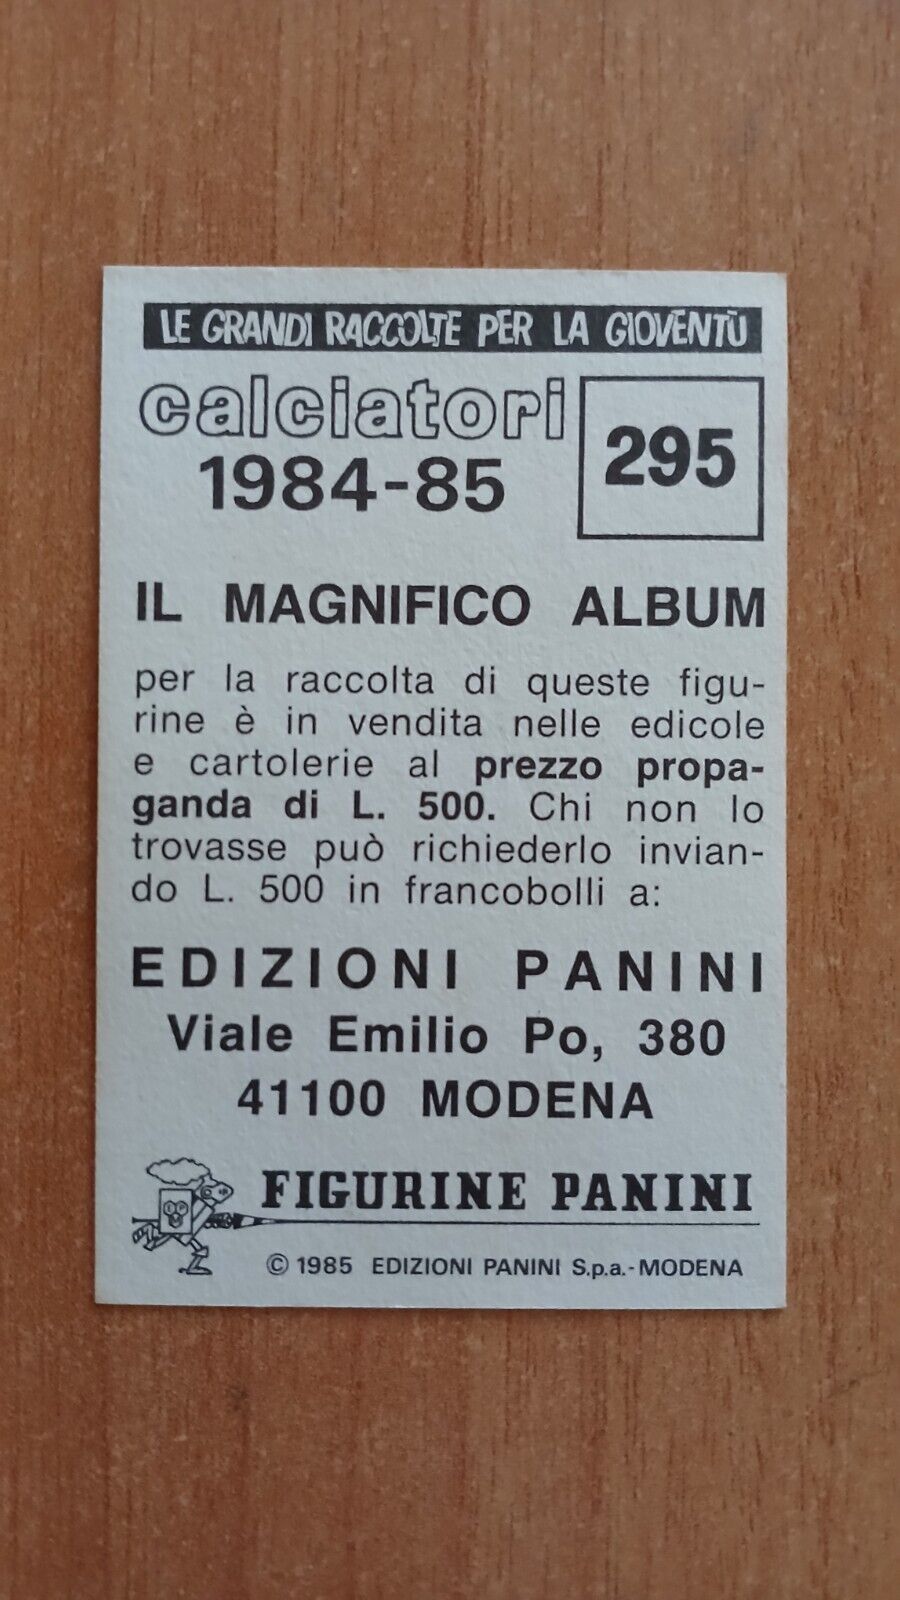 LE GRANDI RACCOLTE PER LA GIOVENTÙ
calciatori
1984-85
295
IL MAGNIFICO ALBUM
per la raccolta di queste figu-
rine è in vendita nelle edicole
e cartolerie al prezzo propa-
ganda di L. 500. Chi non lo
trovasse può richiederlo invian-
do L. 500 in francobolli a:
EDIZIONI PANINI
Viale Emilio Po, 380
41100 MODENA
FIGURINE PANINI
© 1985 EDIZIONI PANINI S.p.a.-MODENA